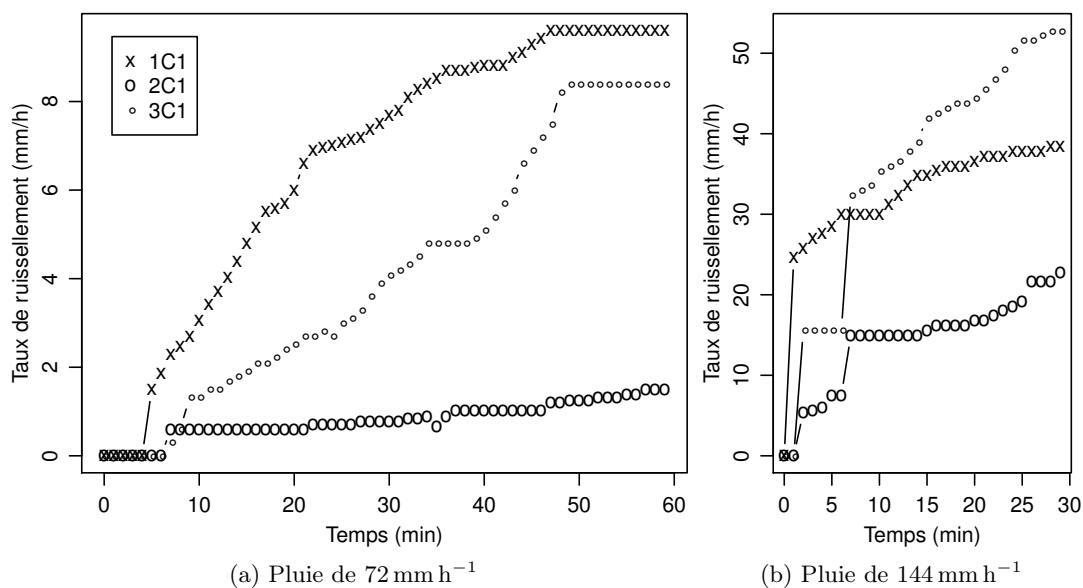 x 1C1
o 2C1
o 3C1
Taux de ruissellement (mm/h)
0 2 4 6 8
0 10 20 30 40 50 60
Temps (min)
(a) Pluie de 72 mm h⁻¹
Taux de ruissellement (mm/h)
0 10 20 30 40 50
0 5 10 15 20 25 30
Temps (min)
(b) Pluie de 144 mm h⁻¹